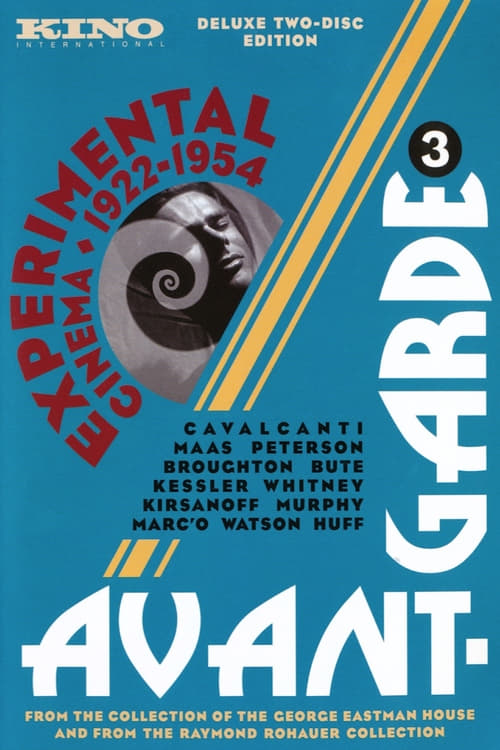 KINO
INTERNATIONAL
DELUXE TWO-DISC
EDITION
EXPERIMENTAL
CINEMA • 1922-1954
3
AVANT-
GARDE
CAVALCANTI
MAAS PETERSON
BROUGHTON BUTE
KESSLER WHITNEY
KIRSANOFF MURPHY
MARC'O WATSON HUFF
FROM THE COLLECTION OF THE GEORGE EASTMAN HOUSE
AND FROM THE RAYMOND ROHAUER COLLECTION